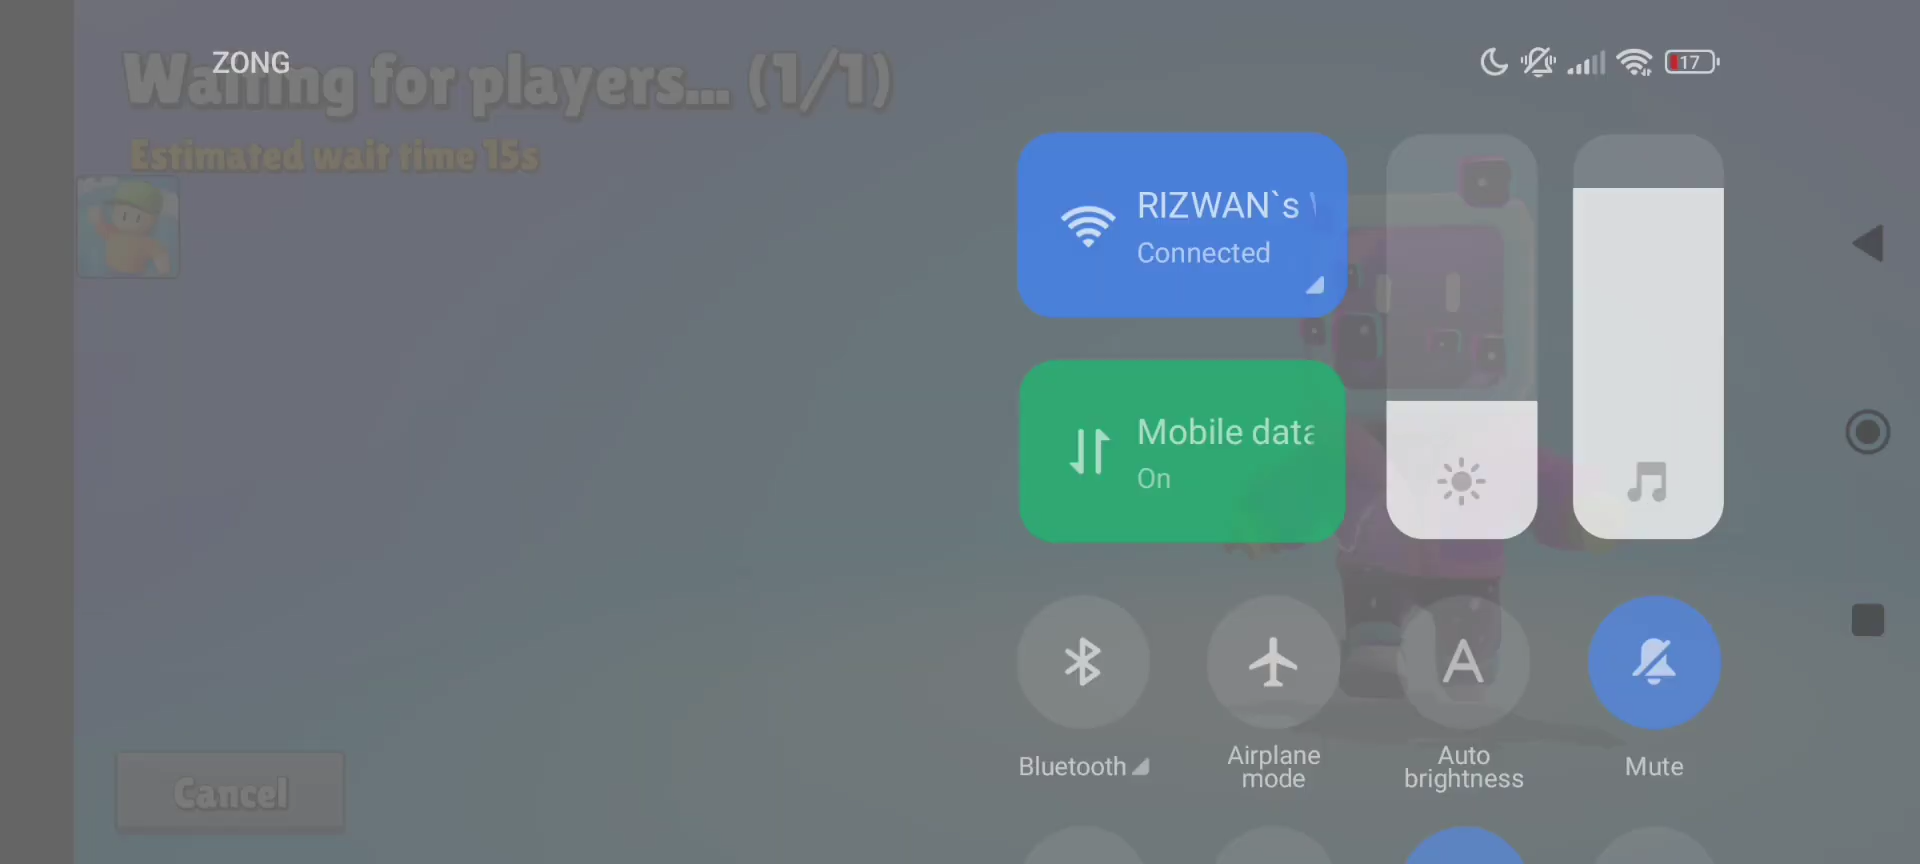 ZONG
Waiting for players... (1/1)
Estimated wait time 15s
17
RIZWAN`s
Connected
Mobile data
On
A
Bluetooth
Airplane mode
Auto brightness
Mute
Cancel